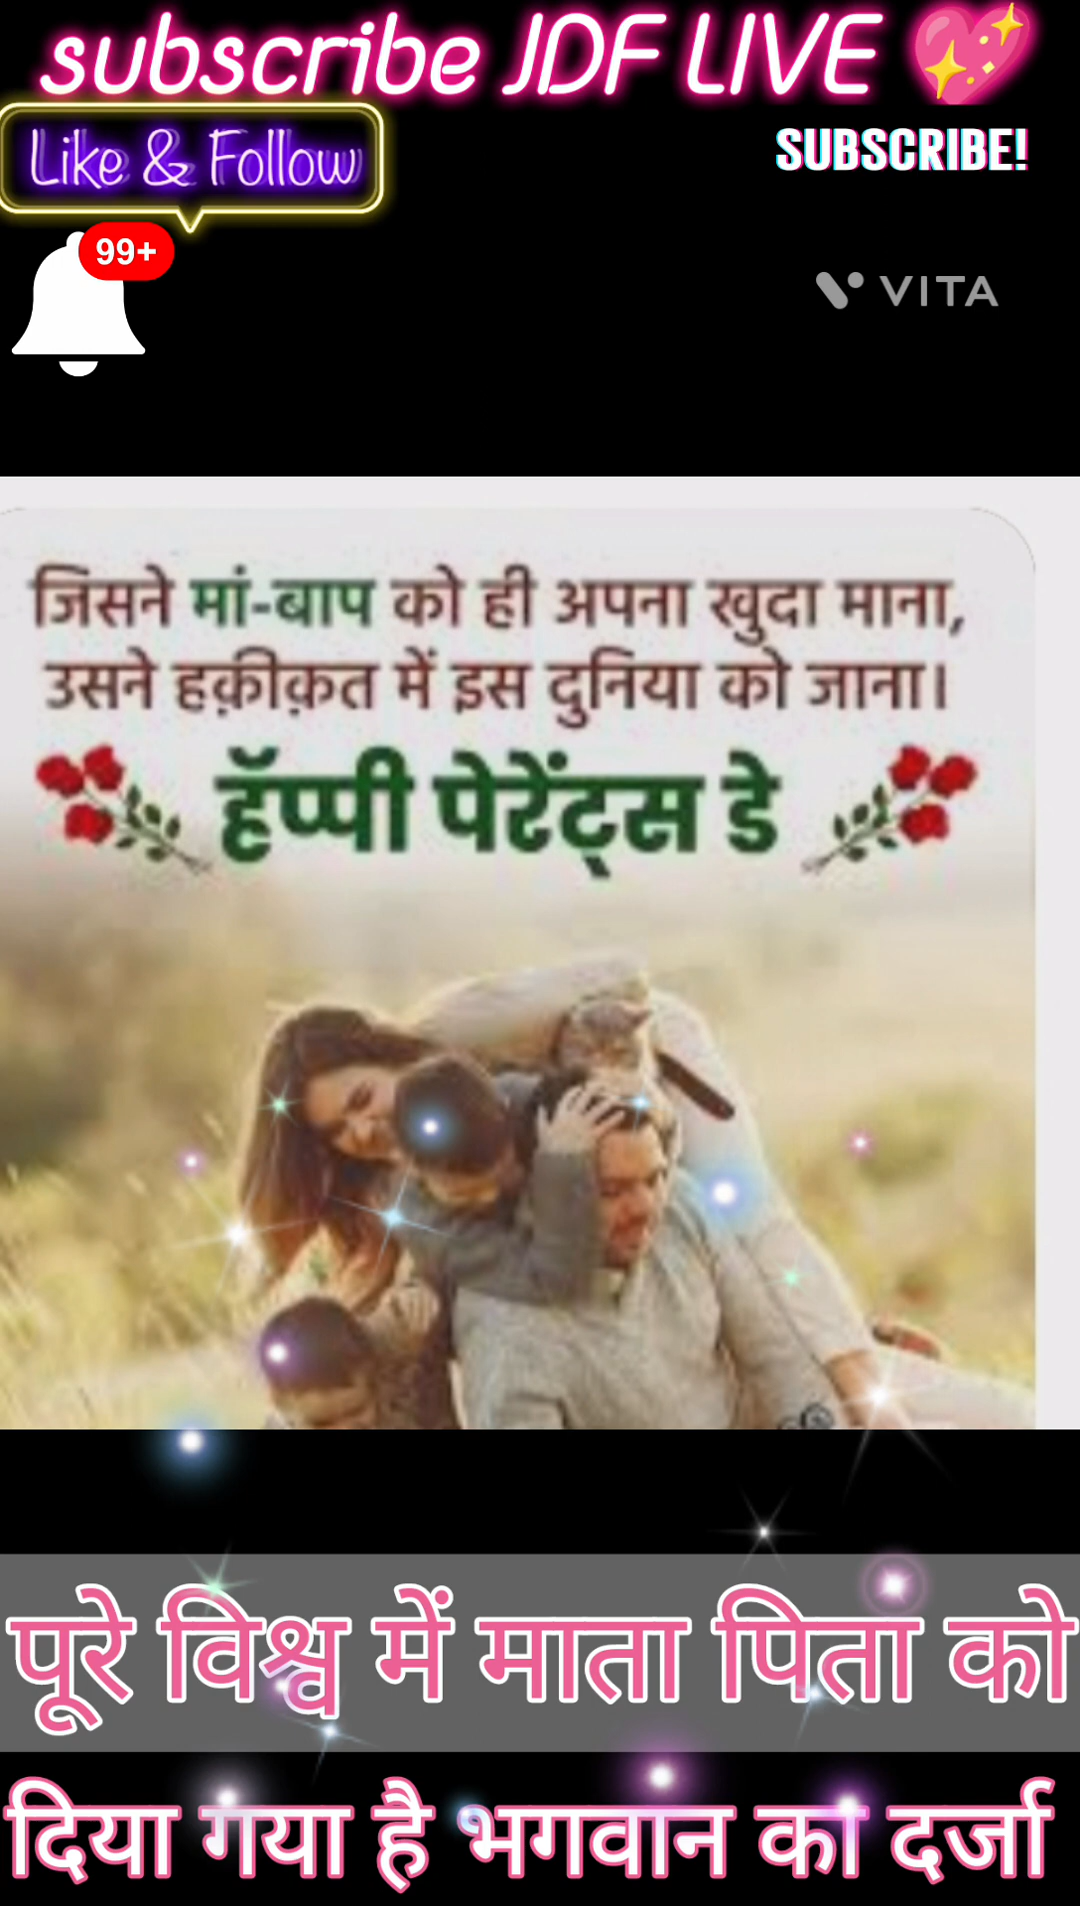 subscribe JDF LIVE
Like & Follow
SUBSCRIBE!
99+
VITA
जिसने मां-बाप को ही अपना खुदा माना,
उसने हक़ीक़त में इस दुनिया को जाना।
हॅप्पी पेरेंट्स डे
पूरे विश्व में माता पिता को
दिया गया है भगवान का दर्जा